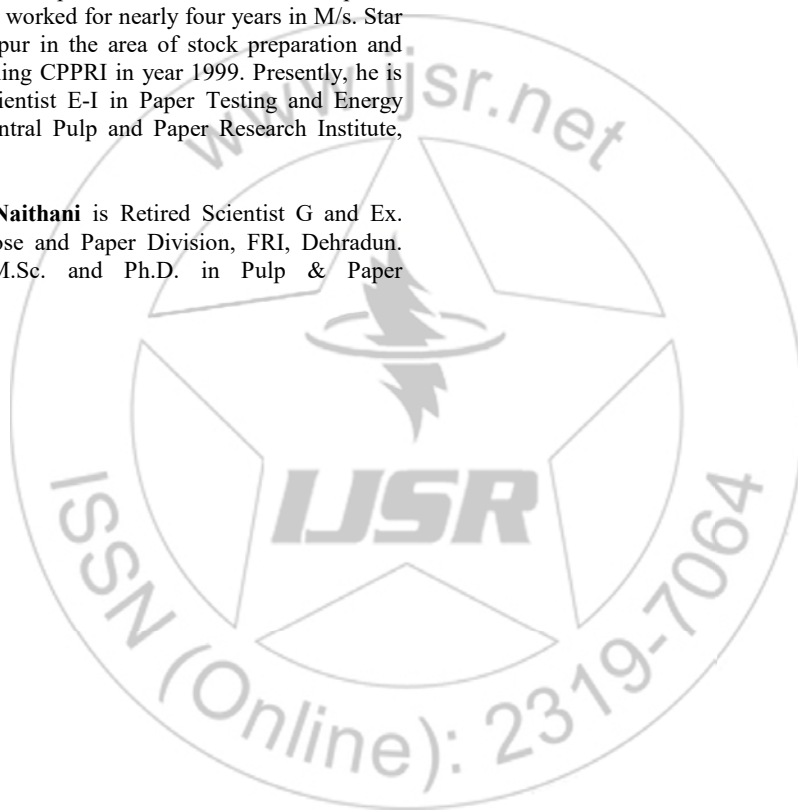 worked for nearly four years in M/s. Star
pur in the area of stock preparation and
ing CPPRI in year 1999. Presently, he is
ientist E-I in Paper Testing and Energy
ntral Pulp and Paper Research Institute,
Naithani is Retired Scientist G and Ex.
ose and Paper Division, FRI, Dehradun.
M.Sc. and Ph.D. in Pulp & Paper
www.ijsr.net
IJSR
ISSN (Online): 2319-7064